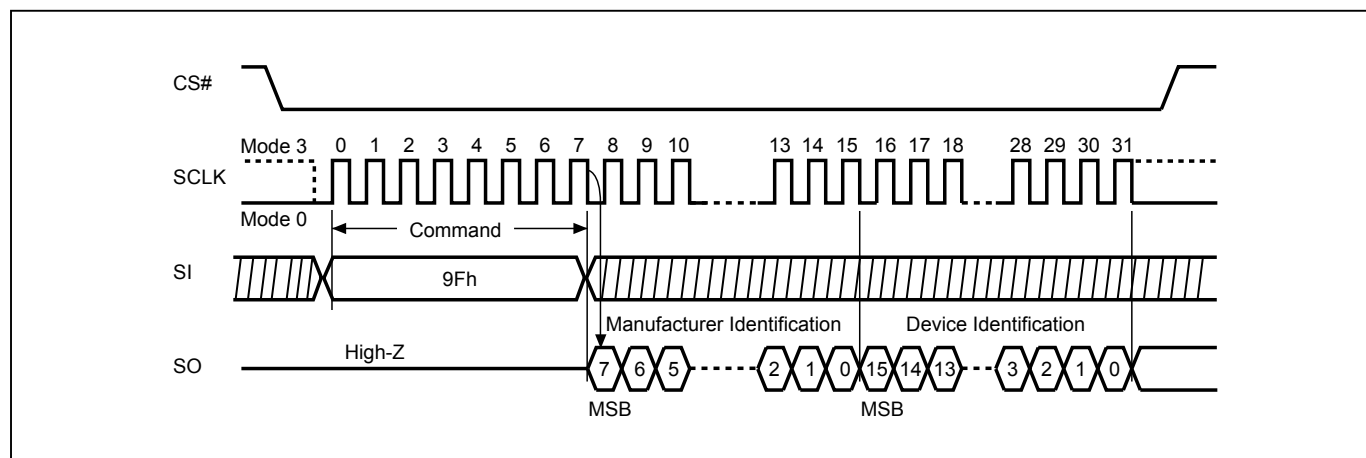 CS#
Mode 3 0 1 2 3 4 5 6 7 8 9 10 13 14 15 16 17 18 28 29 30 31
SCLK
Mode 0
Command
SI 9Fh
Manufacturer Identification Device Identification
High-Z
SO 7 6 5 2 1 0 15 14 13 3 2 1 0
MSB MSB